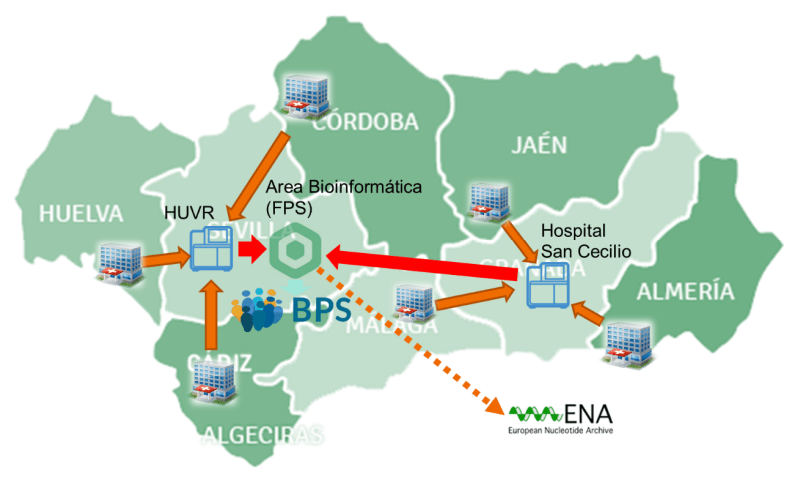 CÓRDOBA
JAÉN
Area Bioinformática
(FPS)
HUELVA
HUVR
SEVILLA
Hospital
San Cecilio
GRANADA
ALMERÍA
BPS
MÁLAGA
CÁDIZ
ENA
European Nucleotide Archive
ALGECIRAS